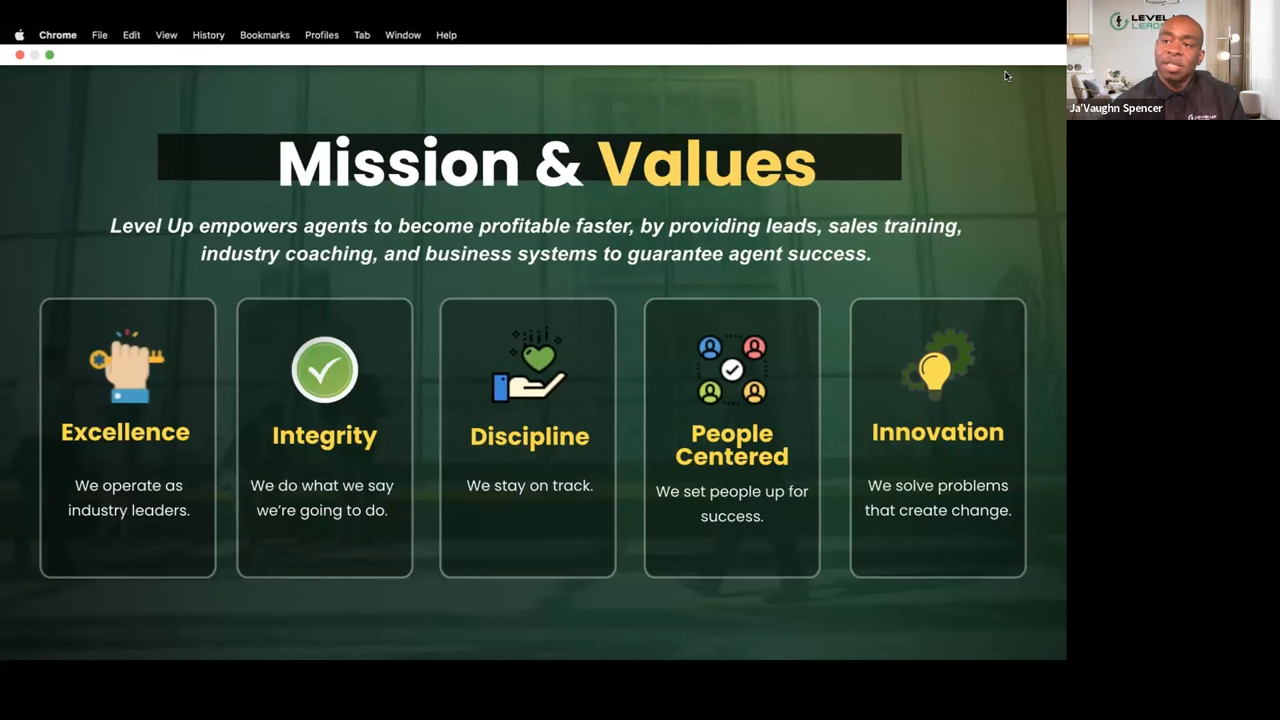 Chrome File Edit View History Bookmarks Profiles Tab Window Help
Ja'Vaughn Spencer
Mission & Values
Level Up empowers agents to become profitable faster, by providing leads, sales training,
industry coaching, and business systems to guarantee agent success.
Excellence
We operate as
industry leaders.
Integrity
We do what we say
we're going to do.
Discipline
We stay on track.
People
Centered
We set people up for
success.
Innovation
We solve problems
that create change.